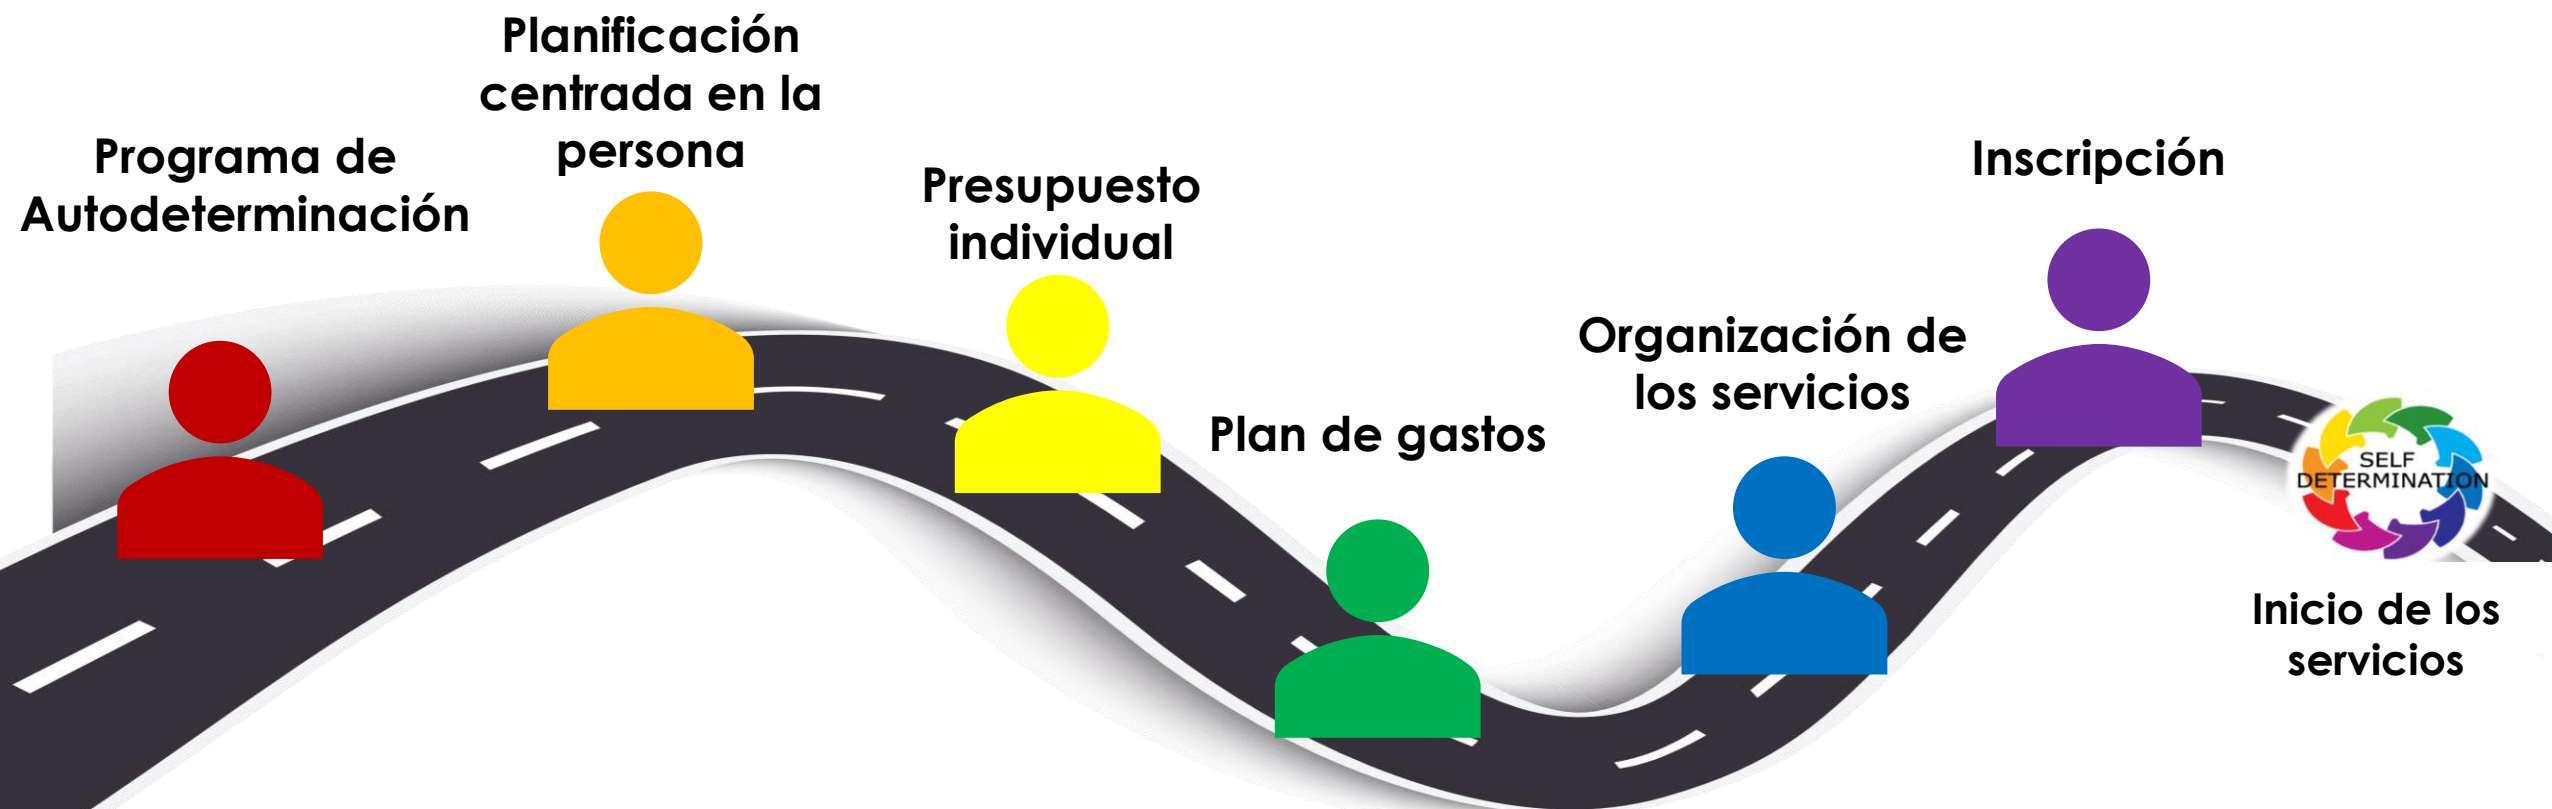 Programa de
Autodeterminación
Planificación
centrada en la
persona
Presupuesto
individual
Plan de gastos
Organización de
los servicios
Inscripción
SELF
DETERMINATION
Inicio de los
servicios